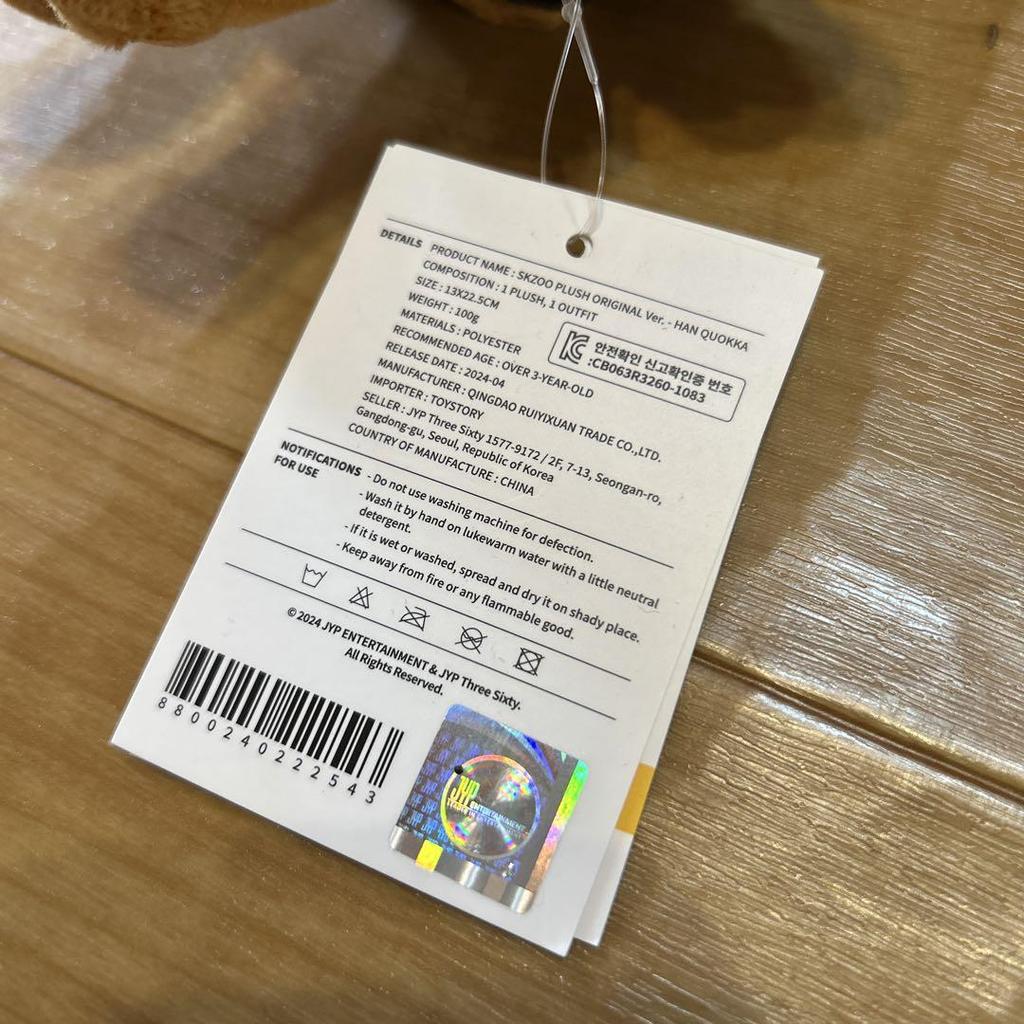 DETAILS
PRODUCT NAME : SKZOO PLUSH ORIGINAL Ver. - HAN QUOKKA
COMPOSITION : 1 PLUSH, 1 OUTFIT
SIZE : 13X22.5CM
WEIGHT : 100g
MATERIALS : POLYESTER
RECOMMENDED AGE : OVER 3-YEAR-OLD
RELEASE DATE : 2024-04
MANUFACTURER : QINGDAO RUIYIXUAN TRADE CO.,LTD.
IMPORTER : TOYSTORY
SELLER : JYP Three Sixty 1577-9172 / 2F, 7-13, Seongan-ro,
Gangdong-gu, Seoul, Republic of Korea
COUNTRY OF MANUFACTURE : CHINA
안전확인 신고확인증 번호
:CB063R3260-1083
NOTIFICATIONS
FOR USE
- Do not use washing machine for defection.
- Wash it by hand on lukewarm water with a little neutral
detergent.
- If it is wet or washed, spread and dry it on shady place.
- Keep away from fire or any flammable good.
© 2024 JYP ENTERTAINMENT & JYP Three Sixty.
All Rights Reserved.
8800240222543
JYP
ENTERTAINMENT